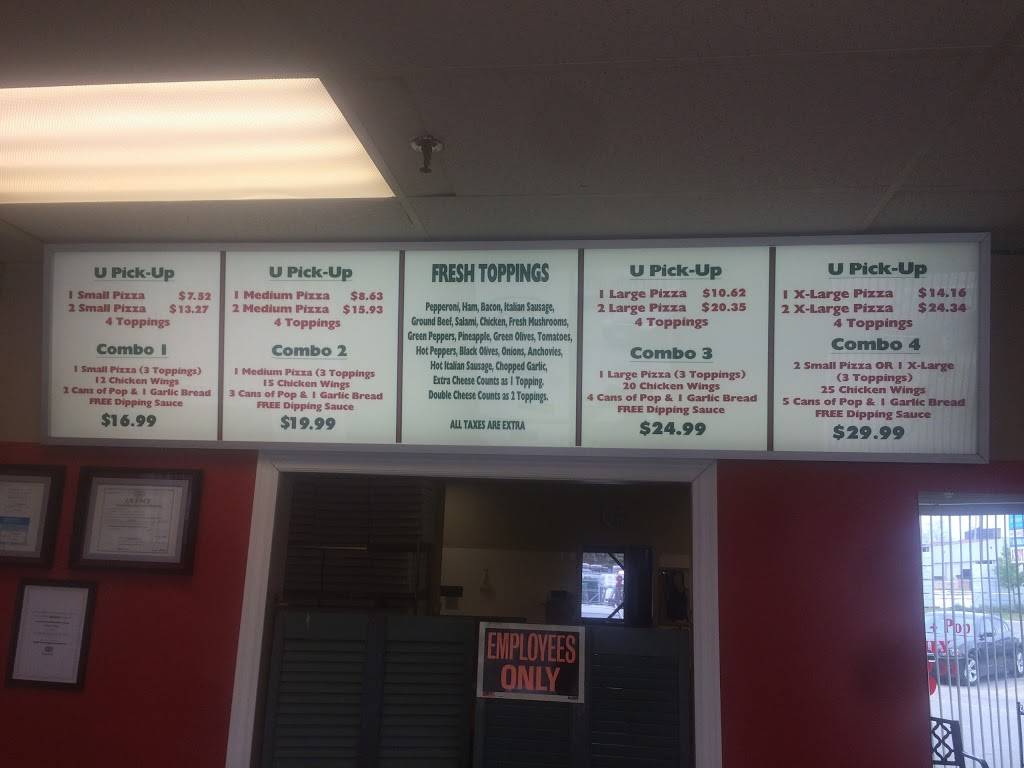 U Pick-Up
1 Small Pizza $7.52
2 Small Pizza $13.27
4 Toppings
Combo 1
1 Small Pizza (3 Toppings)
12 Chicken Wings
2 Cans of Pop & 1 Garlic Bread
FREE Dipping Sauce
$16.99
U Pick-Up
1 Medium Pizza $8.63
2 Medium Pizza $15.93
4 Toppings
Combo 2
1 Medium Pizza (3 Toppings
15 Chicken Wings
3 Cans of Pop & 1 Garlic Bread
FREE Dipping Sauce
$19.99
FRESH TOPPINGS
Pepperoni, Ham, Bacon, Italian Sausage,
Ground Beef, Salami, Chicken, Fresh Mushrooms,
Green Peppers, Pineapple, Green Olives, Tomatoes,
Hot Peppers, Black Olives, Onions, Anchovies,
Hot Italian Sausage, Chopped Garlic,
Extra Cheese Counts as 1 Topping.
Double Cheese Counts as 2 Toppings.
ALL TAXES ARE EXTRA
U Pick-Up
1 Large Pizza $10.62
2 Large Pizza $20.35
4 Toppings
Combo 3
1 Large Pizza (3 Toppings)
20 Chicken Wings
4 Cans of Pop & 1 Garlic Bread
FREE Dipping Sauce
$24.99
U Pick-Up
1 X-Large Pizza $14.16
2 X-Large Pizza $24.34
4 Toppings
Combo 4
2 Small Pizza OR 1 X-Large
(3 Toppings)
25 Chicken Wings
5 Cans of Pop & 1 Garlic Bread
FREE Dipping Sauce
$29.99
EMPLOYEES
ONLY
+ POP